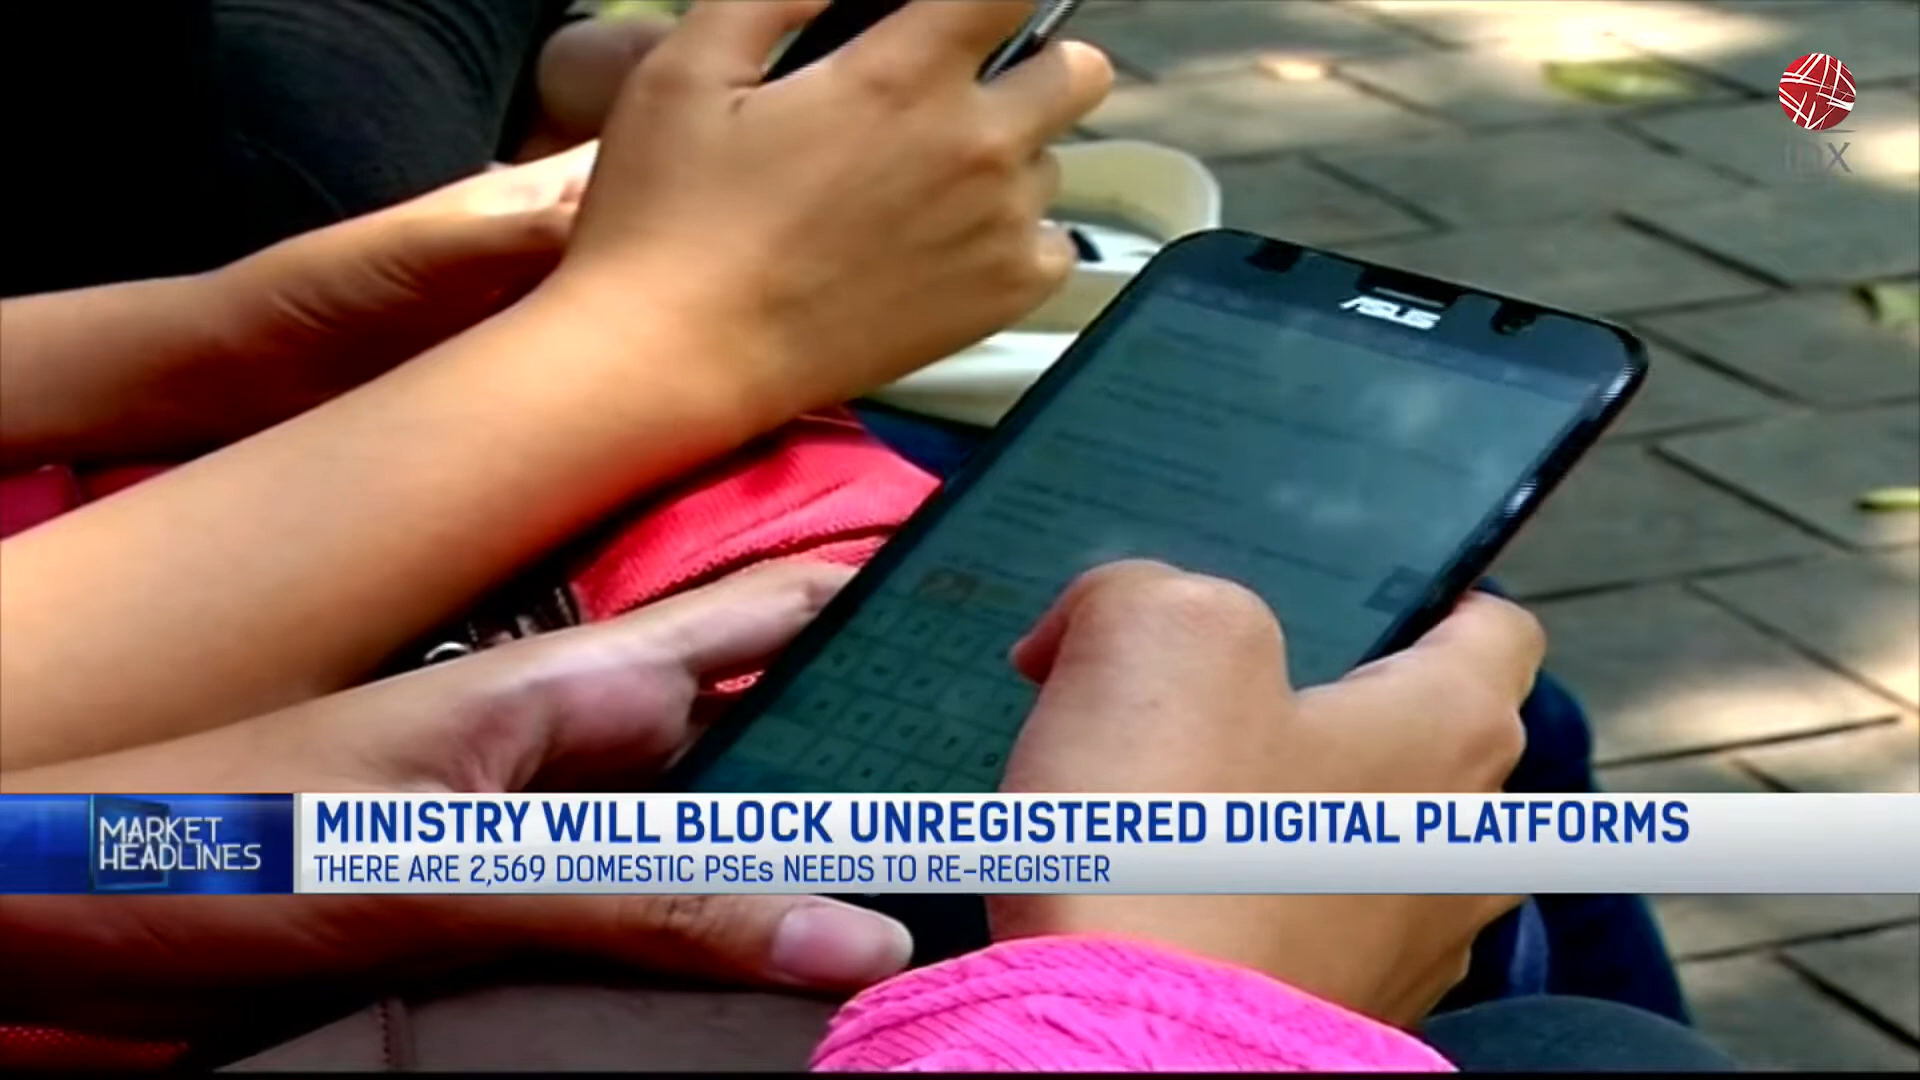 idx
ASUS
MARKET
HEADLINES
MINISTRY WILL BLOCK UNREGISTERED DIGITAL PLATFORMS
THERE ARE 2,569 DOMESTIC PSEs NEEDS TO RE-REGISTER